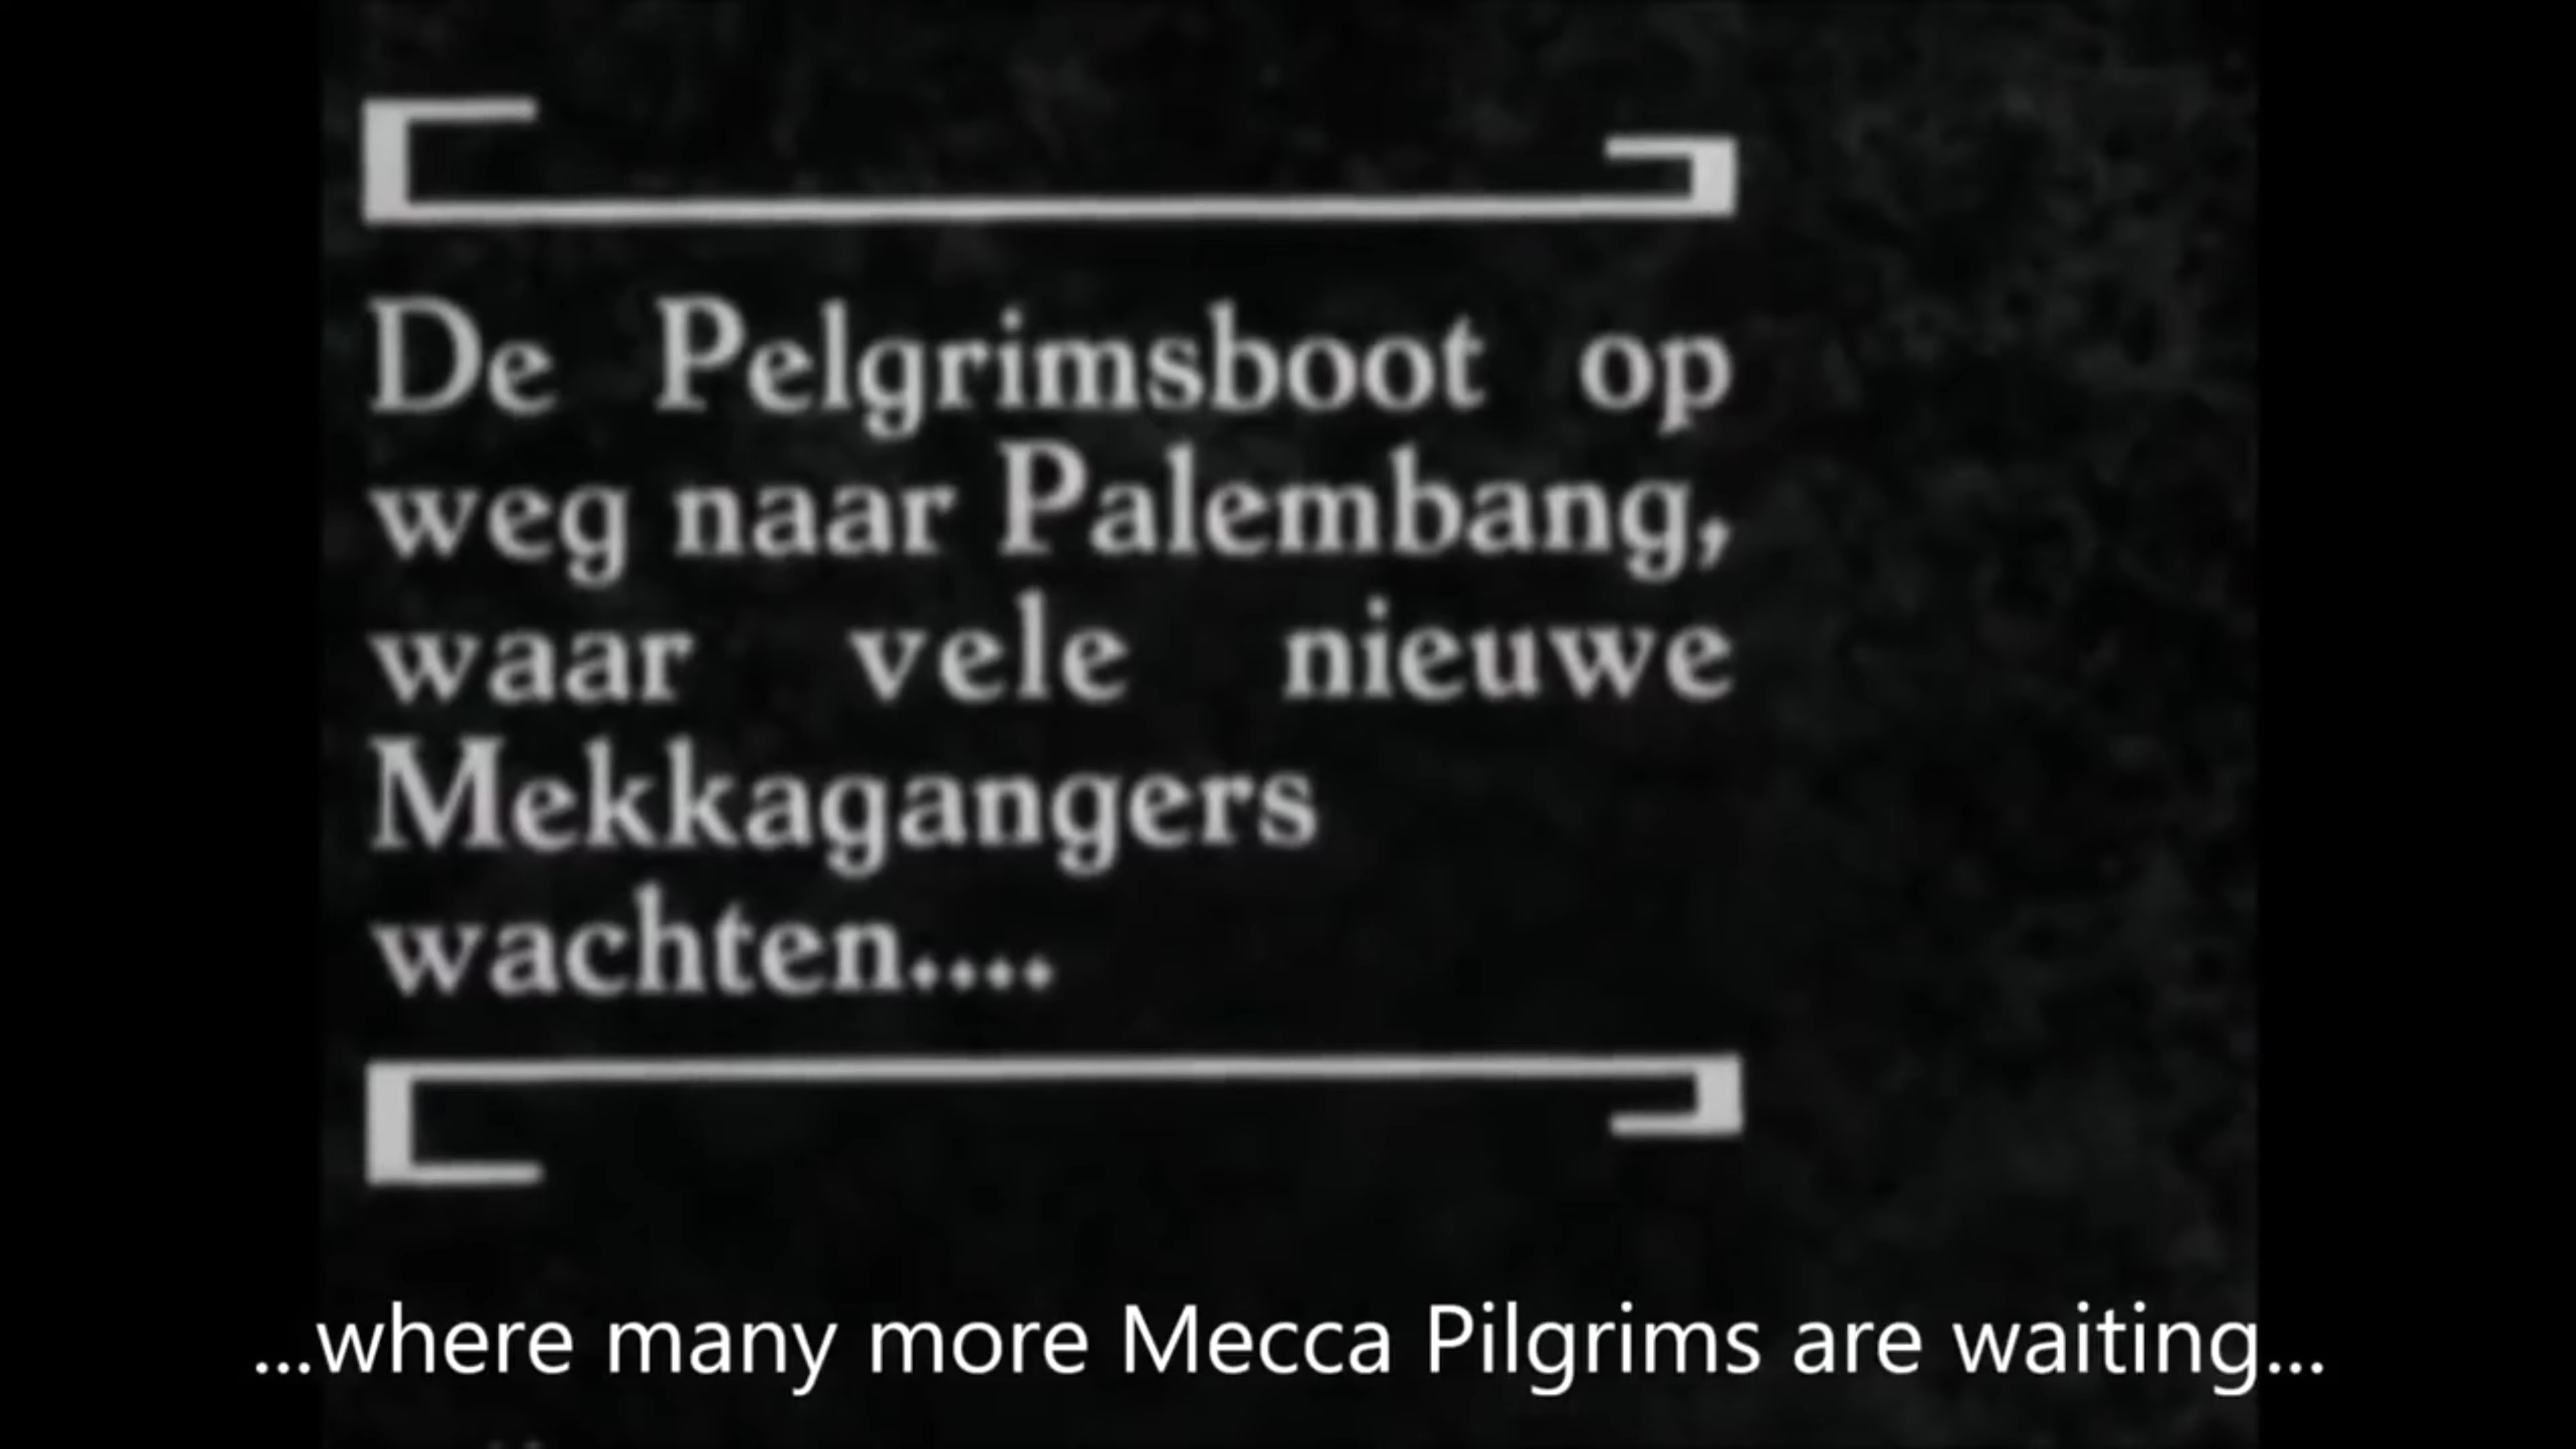 De Pelgrimsboot op
weg naar Palembang,
waar vele nieuwe
Mekkagangers
wachten....
...where many more Mecca Pilgrims are waiting...